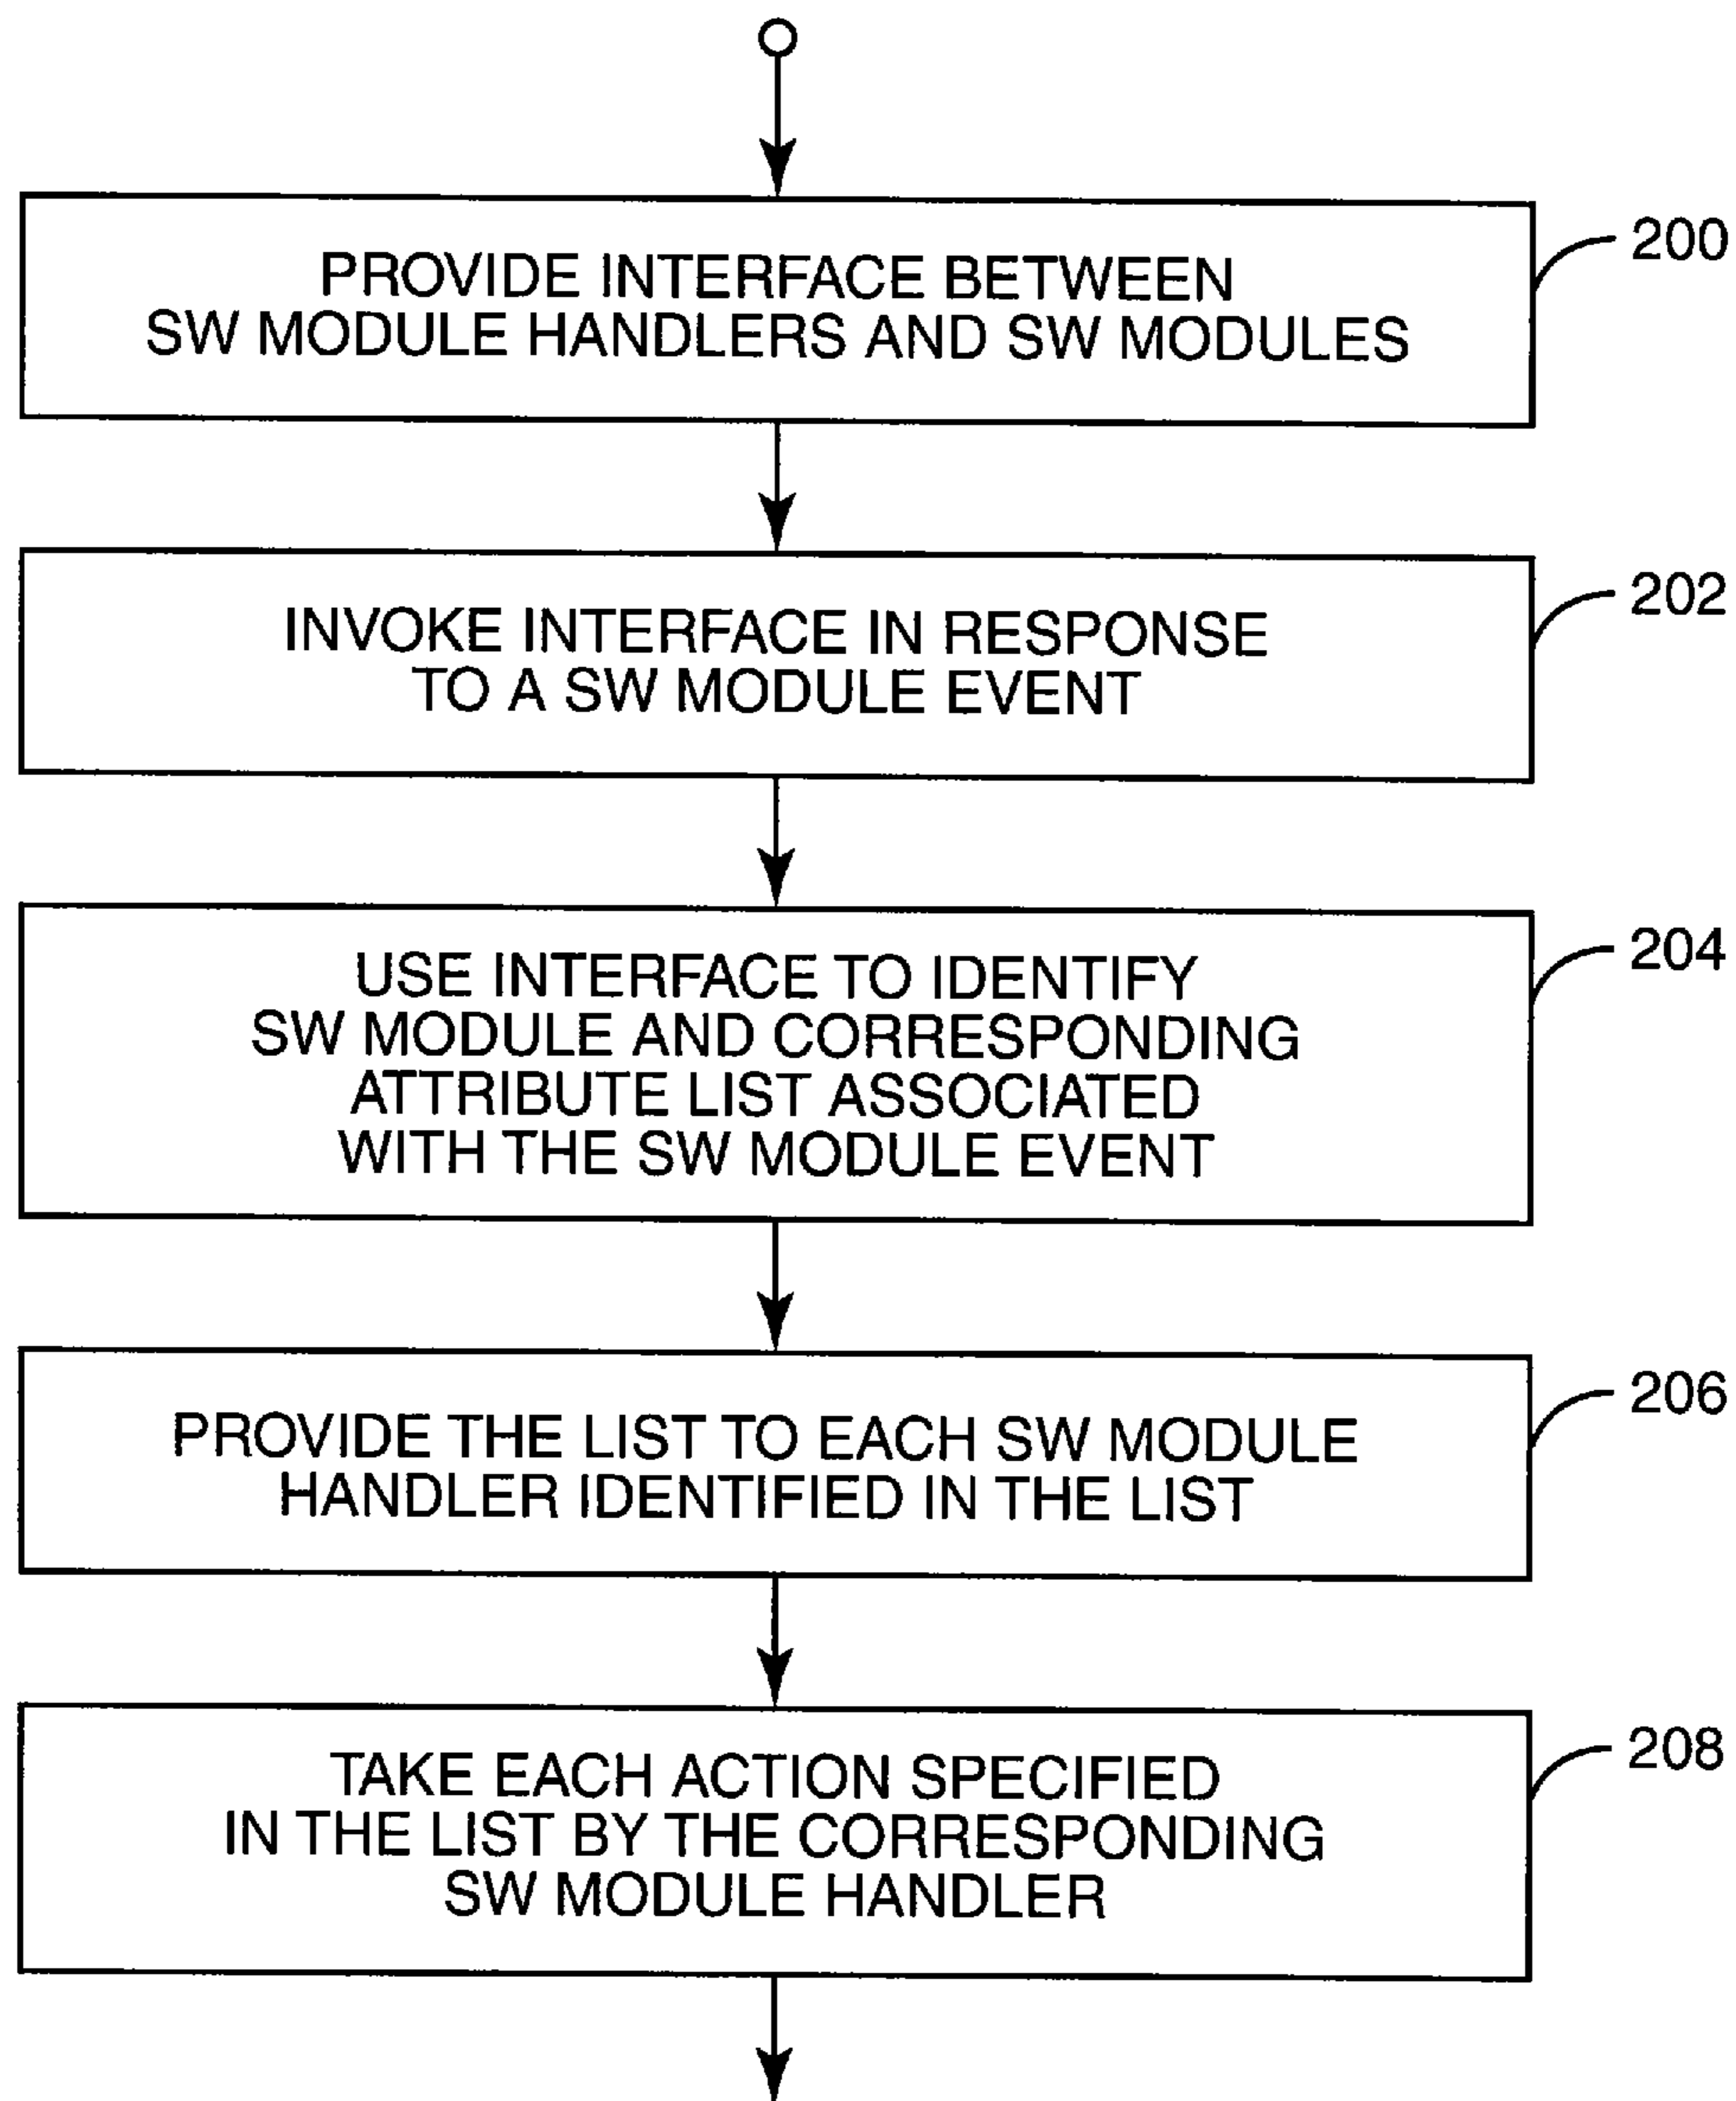 PROVIDE INTERFACE BETWEEN
SW MODULE HANDLERS AND SW MODULES
200
INVOKE INTERFACE IN RESPONSE
TO A SW MODULE EVENT
202
USE INTERFACE TO IDENTIFY
SW MODULE AND CORRESPONDING
ATTRIBUTE LIST ASSOCIATED
WITH THE SW MODULE EVENT
204
PROVIDE THE LIST TO EACH SW MODULE
HANDLER IDENTIFIED IN THE LIST
206
TAKE EACH ACTION SPECIFIED
IN THE LIST BY THE CORRESPONDING
SW MODULE HANDLER
208